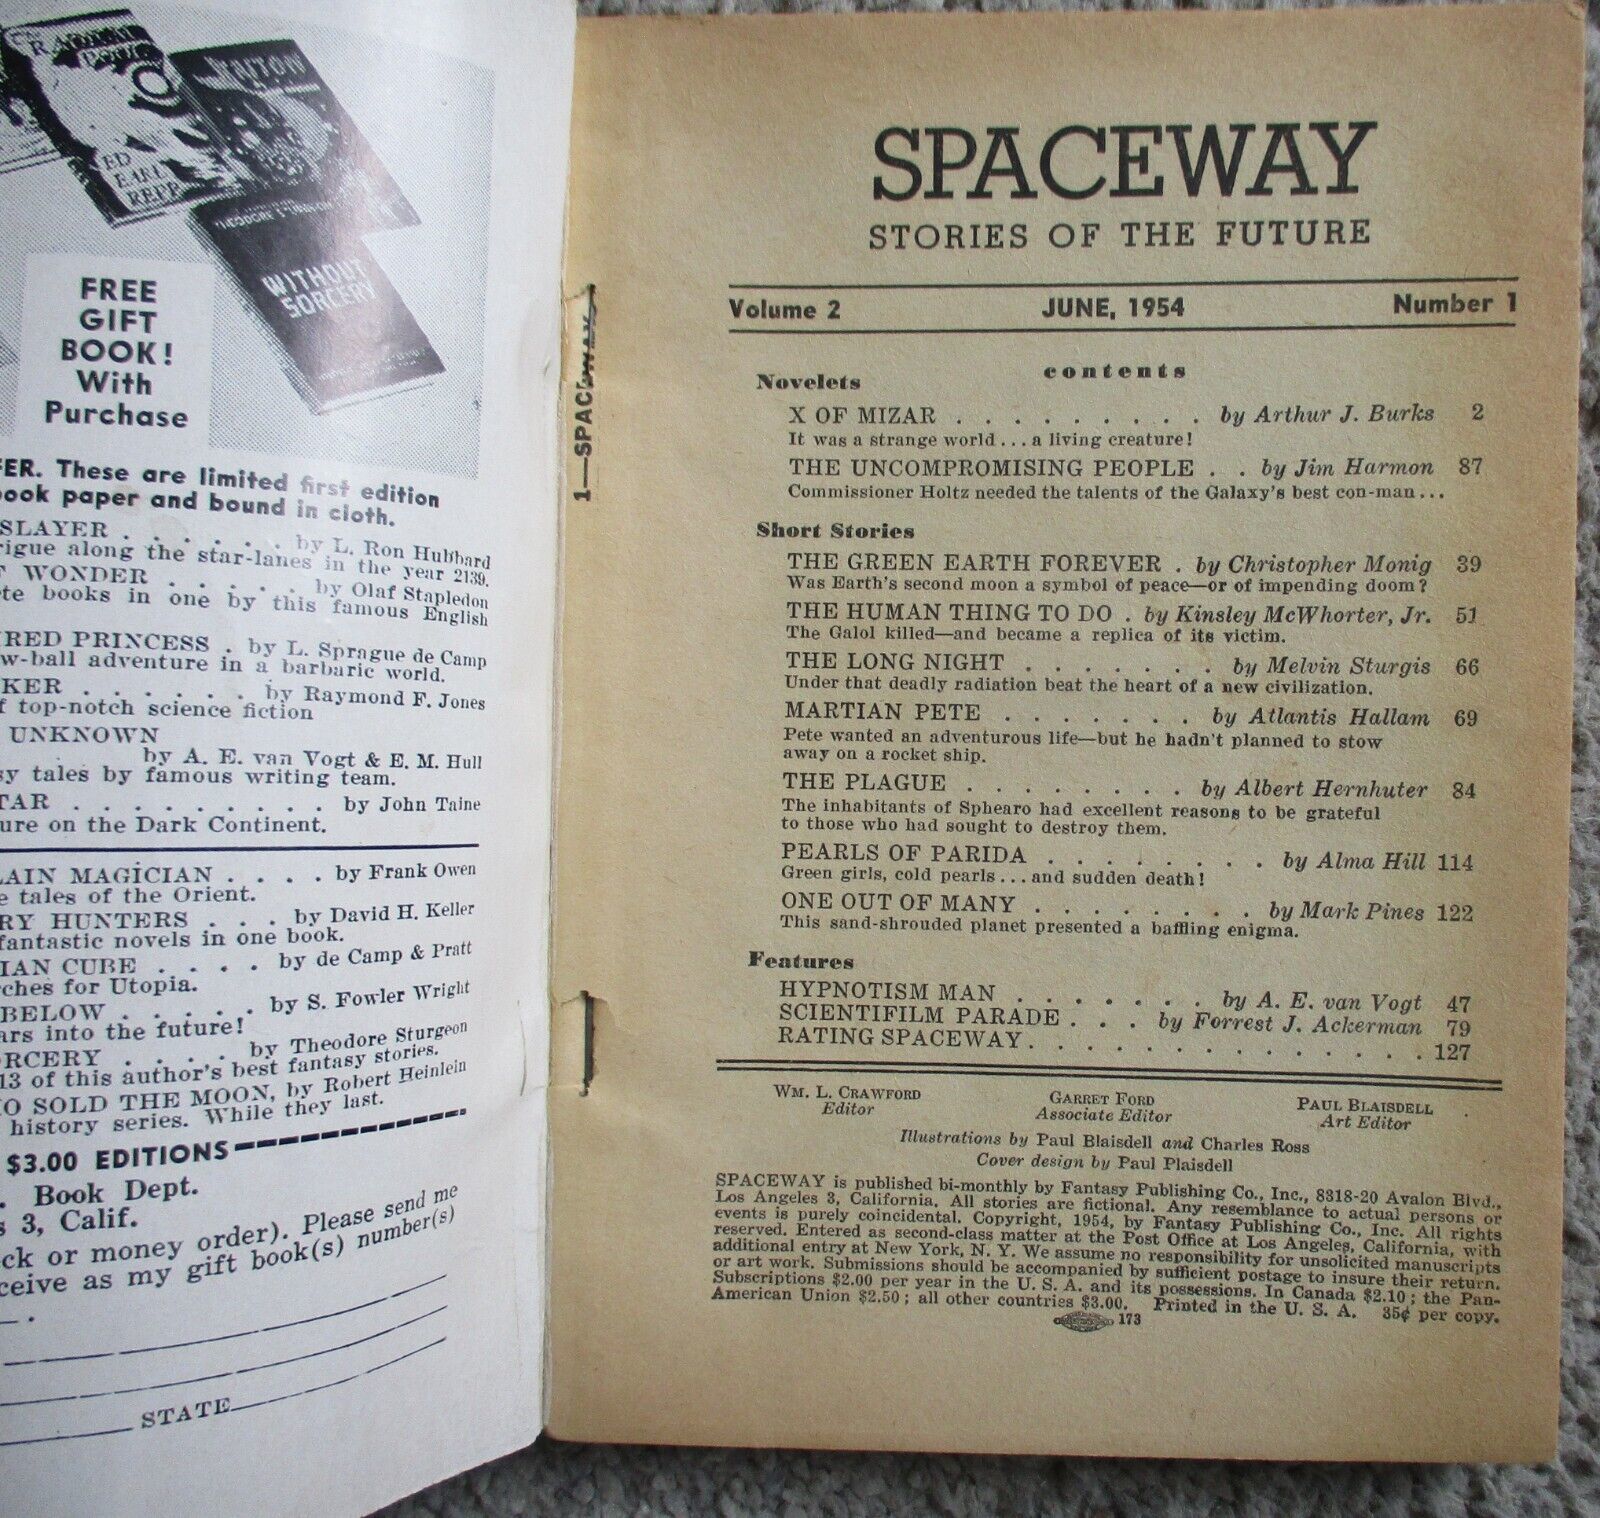 ED
EARL
REPP
WITHOUT
SORCERY
FREE
GIFT
BOOK!
With
Purchase
FER. These are limited first edition
book paper and bound in cloth.
SLAYER . . . . . . by L. Ron Hubbard
rigue along the star-lanes in the year 2139.
WONDER . . . . . by Olaf Stapledon
te books in one by this famous English
RED PRINCESS . by L. Sprague de Camp
w-ball adventure in a barbaric world.
KER . . . . . . by Raymond F. Jones
f top-notch science fiction
UNKNOWN
by A. E. van Vogt & E. M. Hull
sy tales by famous writing team.
TAR . . . . . . . . . by John Taine
ure on the Dark Continent.
LAIN MAGICIAN . . . . by Frank Owen
e tales of the Orient.
RY HUNTERS . . . by David H. Keller
fantastic novels in one book.
IAN CUBE . . . . by de Camp & Pratt
ches for Utopia.
BELOW . . . . . by S. Fowler Wright
ars into the future!
ORCERY . . . . by Theodore Sturgeon
13 of this author's best fantasy stories.
O SOLD THE MOON, by Robert Heinlein
history series. While they last.
$3.00 EDITIONS
. Book Dept.
s 3, Calif.
ck or money order). Please send me
ceive as my gift book(s) number(s)
STATE
1—SPACEWAY
SPACEWAY
STORIES OF THE FUTURE
Volume 2 JUNE, 1954 Number 1
contents
Novelets
X OF MIZAR . . . . . . . . . by Arthur J. Burks 2
It was a strange world . . . a living creature!
THE UNCOMPROMISING PEOPLE . . by Jim Harmon 87
Commissioner Holtz needed the talents of the Galaxy's best con-man . . .
Short Stories
THE GREEN EARTH FOREVER . by Christopher Monig 39
Was Earth's second moon a symbol of peace—or of impending doom?
THE HUMAN THING TO DO . by Kinsley McWhorter, Jr. 51
The Galol killed—and became a replica of its victim.
THE LONG NIGHT . . . . . . . by Melvin Sturgis 66
Under that deadly radiation beat the heart of a new civilization.
MARTIAN PETE . . . . . . . by Atlantis Hallam 69
Pete wanted an adventurous life—but he hadn't planned to stow
away on a rocket ship.
THE PLAGUE . . . . . . . . by Albert Hernhuter 84
The inhabitants of Sphearo had excellent reasons to be grateful
to those who had sought to destroy them.
PEARLS OF PARIDA . . . . . . . . by Alma Hill 114
Green girls, cold pearls . . . and sudden death!
ONE OUT OF MANY . . . . . . . . by Mark Pines 122
This sand-shrouded planet presented a baffling enigma.
Features
HYPNOTISM MAN . . . . . . . by A. E. van Vogt 47
SCIENTIFILM PARADE . . . by Forrest J. Ackerman 79
RATING SPACEWAY. . . . . . . . . . . . . . . 127
WM. L. CRAWFORD GARRET FORD PAUL BLAISDELL
Editor Associate Editor Art Editor
Illustrations by Paul Blaisdell and Charles Ross
Cover design by Paul Plaisdell
SPACEWAY is published bi-monthly by Fantasy Publishing Co., Inc., 8318-20 Avalon Blvd.,
Los Angeles 3, California. All stories are fictional. Any resemblance to actual persons or
events is purely coincidental. Copyright, 1954, by Fantasy Publishing Co., Inc. All rights
reserved. Entered as second-class matter at the Post Office at Los Angeles, California, with
additional entry at New York, N. Y. We assume no responsibility for unsolicited manuscripts
or art work. Submissions should be accompanied by sufficient postage to insure their return.
Subscriptions $2.00 per year in the U. S. A. and its possessions. In Canada $2.10; the Pan-
American Union $2.50; all other countries $3.00. Printed in the U. S. A. 35¢ per copy.
173